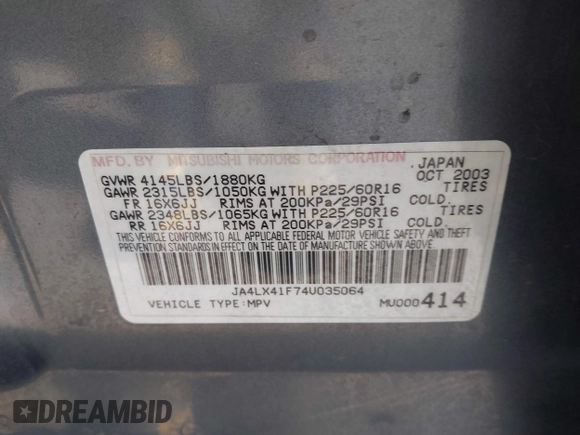 MFD. BY MITSUBISHI MOTORS CORPORATION, JAPAN
GVWR 4145LBS/1880KG OCT 2003
GAWR 2315LBS/1050KG WITH P225/60R16 TIRES
FR 16X6JJ RIMS AT 200KPa/29PSI COLD.
GAWR 2348LBS/1065KG WITH P225/60R16 TIRES
RR 16X6JJ RIMS AT 200KPa/29PSI COLD.
THIS VEHICLE CONFORMS TO ALL APPLICABLE FEDERAL MOTOR VEHICLE SAFETY AND THEFT
PREVENTION STANDARDS IN EFFECT ON THE DATE OF MANUFACTURE SHOWN ABOVE.
JA4LX41F74U035064
VEHICLE TYPE:MPV MU000414
DREAMBID